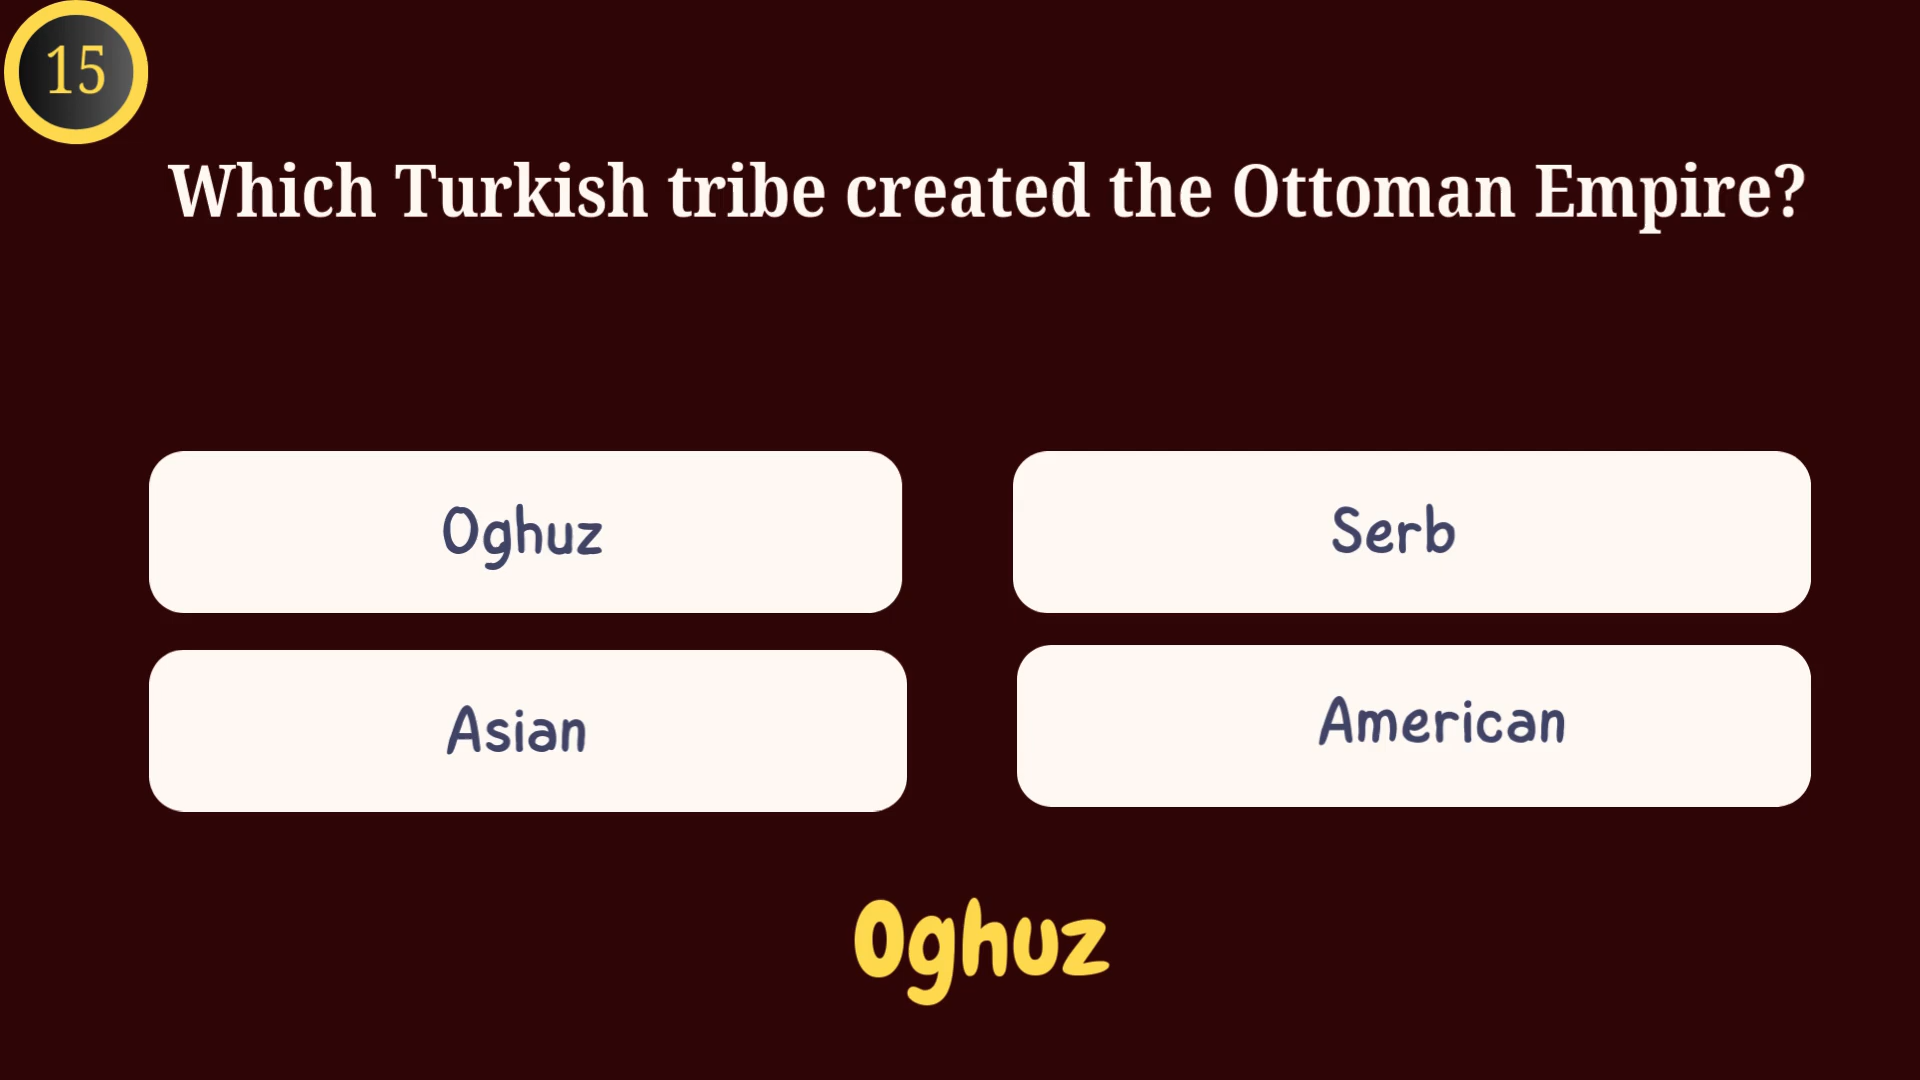 15
Which Turkish tribe created the Ottoman Empire?
Oghuz
Serb
Asian
American
Oghuz